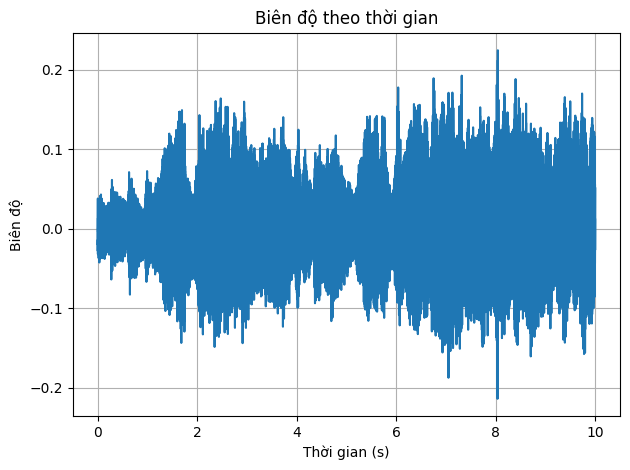 Biên độ theo thời gian
0.2
0.1
0.0
−0.1
−0.2
Biên độ
0 2 4 6 8 10
Thời gian (s)